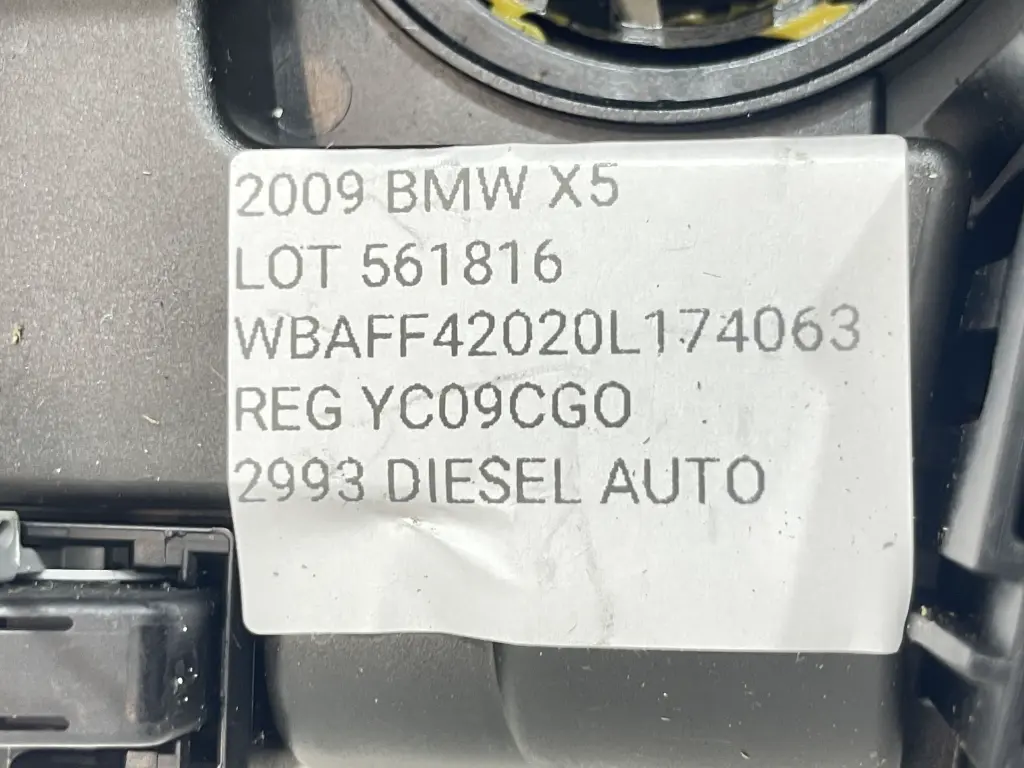 2009 BMW X5
LOT 561816
WBAFF42020L174063
REG YC09CGO
2993 DIESEL AUTO